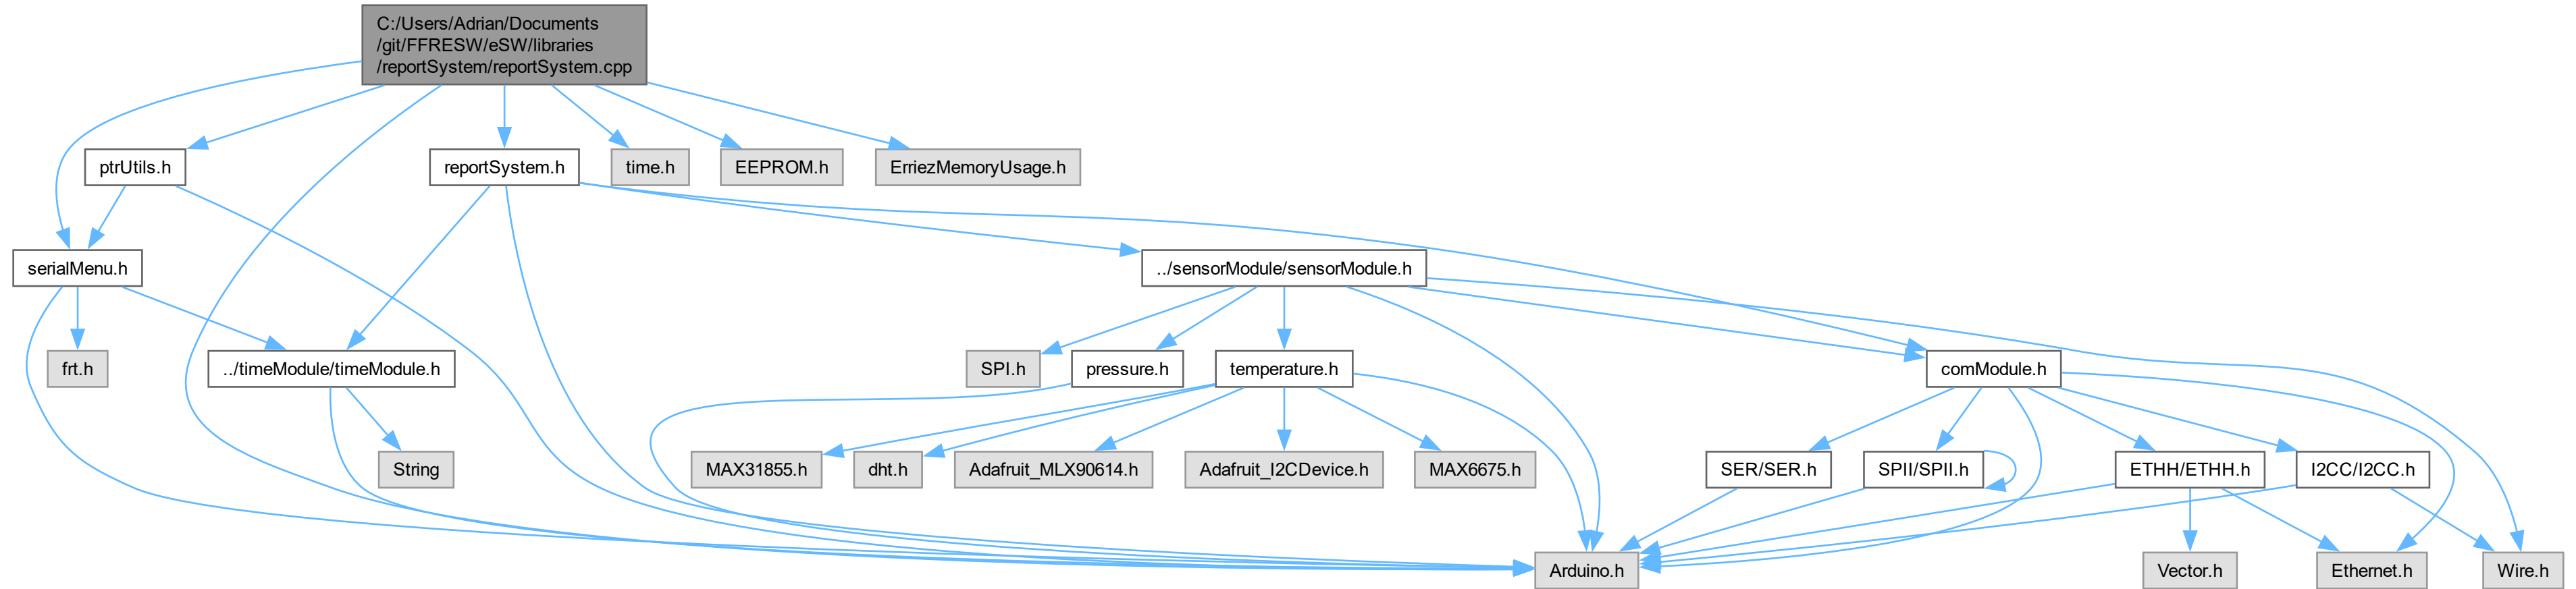 C:/Users/Adrian/Documents
/git/FFRESW/eSW/libraries
/reportSystem/reportSystem.cpp
ptrUtils.h
reportSystem.h
time.h
EEPROM.h
ErriezMemoryUsage.h
serialMenu.h
../sensorModule/sensorModule.h
frt.h
../timeModule/timeModule.h
SPI.h
pressure.h
temperature.h
comModule.h
String
MAX31855.h
dht.h
Adafruit_MLX90614.h
Adafruit_I2CDevice.h
MAX6675.h
SER/SER.h
SPII/SPII.h
ETHH/ETHH.h
I2CC/I2CC.h
Arduino.h
Vector.h
Ethernet.h
Wire.h